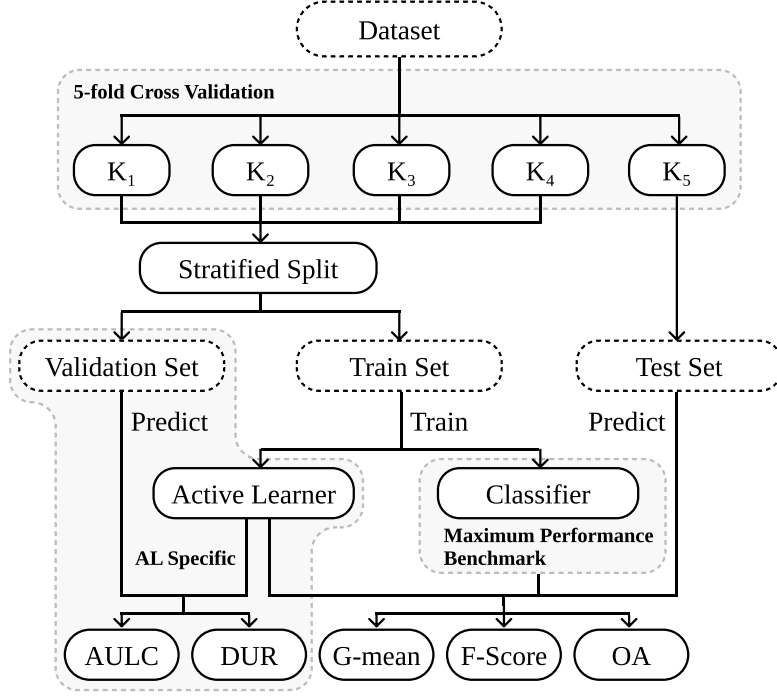 Dataset
5-fold Cross Validation
K1 K2 K3 K4 K5
Stratified Split
Validation Set Train Set Test Set
Predict Train Predict
Active Learner Classifier
Maximum Performance
Benchmark
AL Specific
AULC DUR G-mean F-Score OA